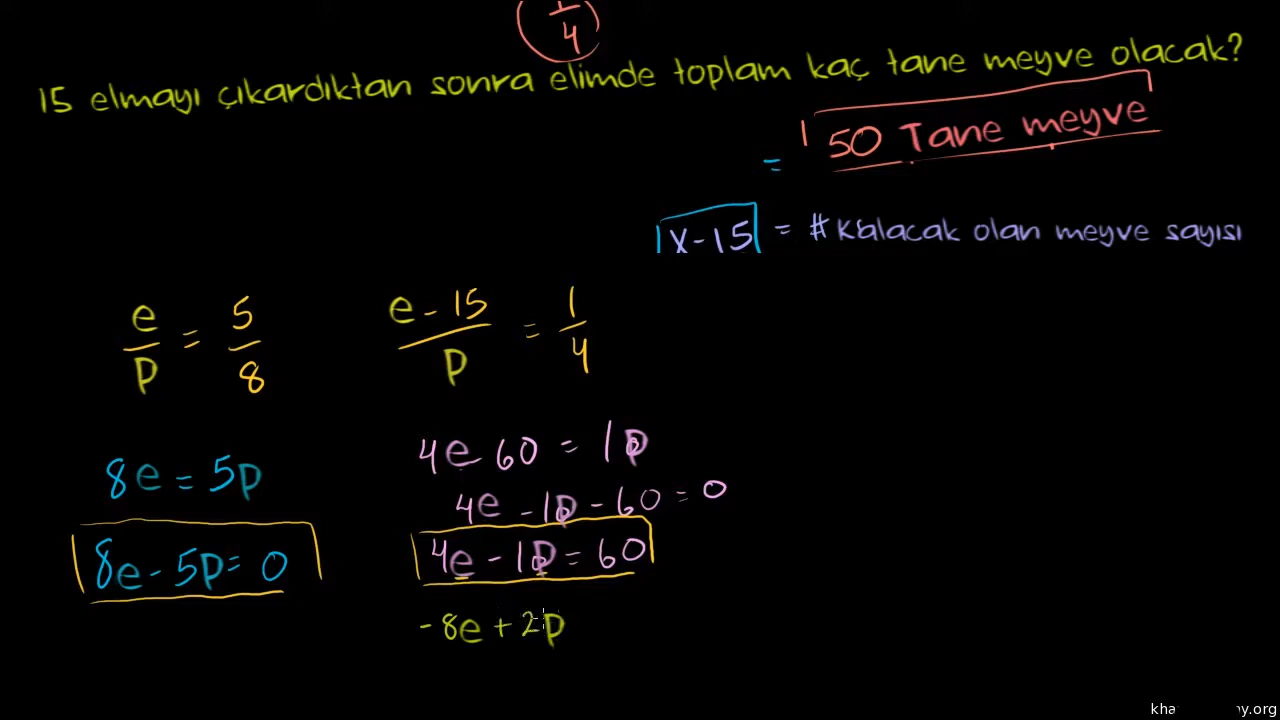 1/4
15 elmayı çıkardıktan sonra elimde toplam kaç tane meyve olacak?
= 50 Tane meyve
x-15 = # Kalacak olan meyve sayısı
e/p = 5/8
e-15/p = 1/4
4e 60 = 1p
8e = 5p
4e - 1p - 60 = 0
8e - 5p = 0
4e - 1p = 60
-8e + 2p